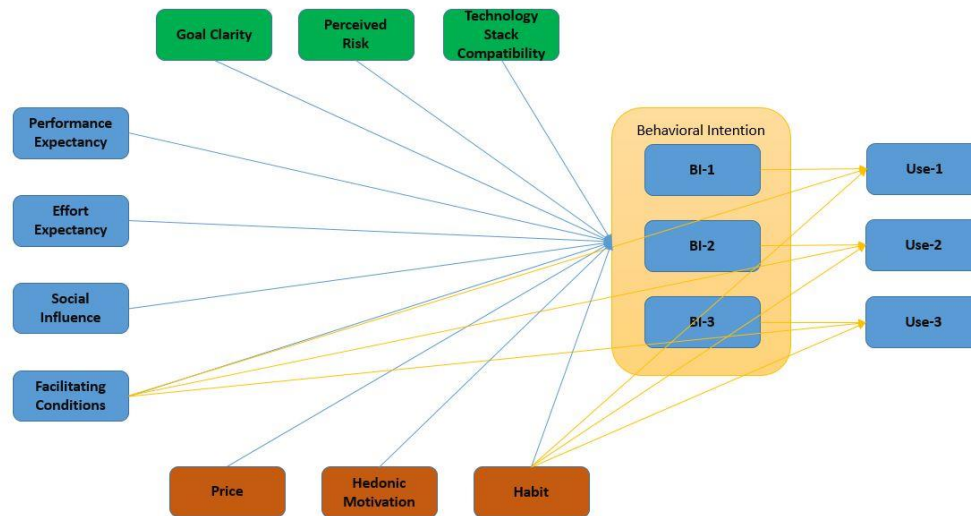 Goal Clarity
Perceived
Risk
Technology
Stack
Compatibility
Performance
Expectancy
Behavioral Intention
BI-1
Use-1
Effort
Expectancy
BI-2
Use-2
Social
Influence
BI-3
Use-3
Facilitating
Conditions
Price
Hedonic
Motivation
Habit